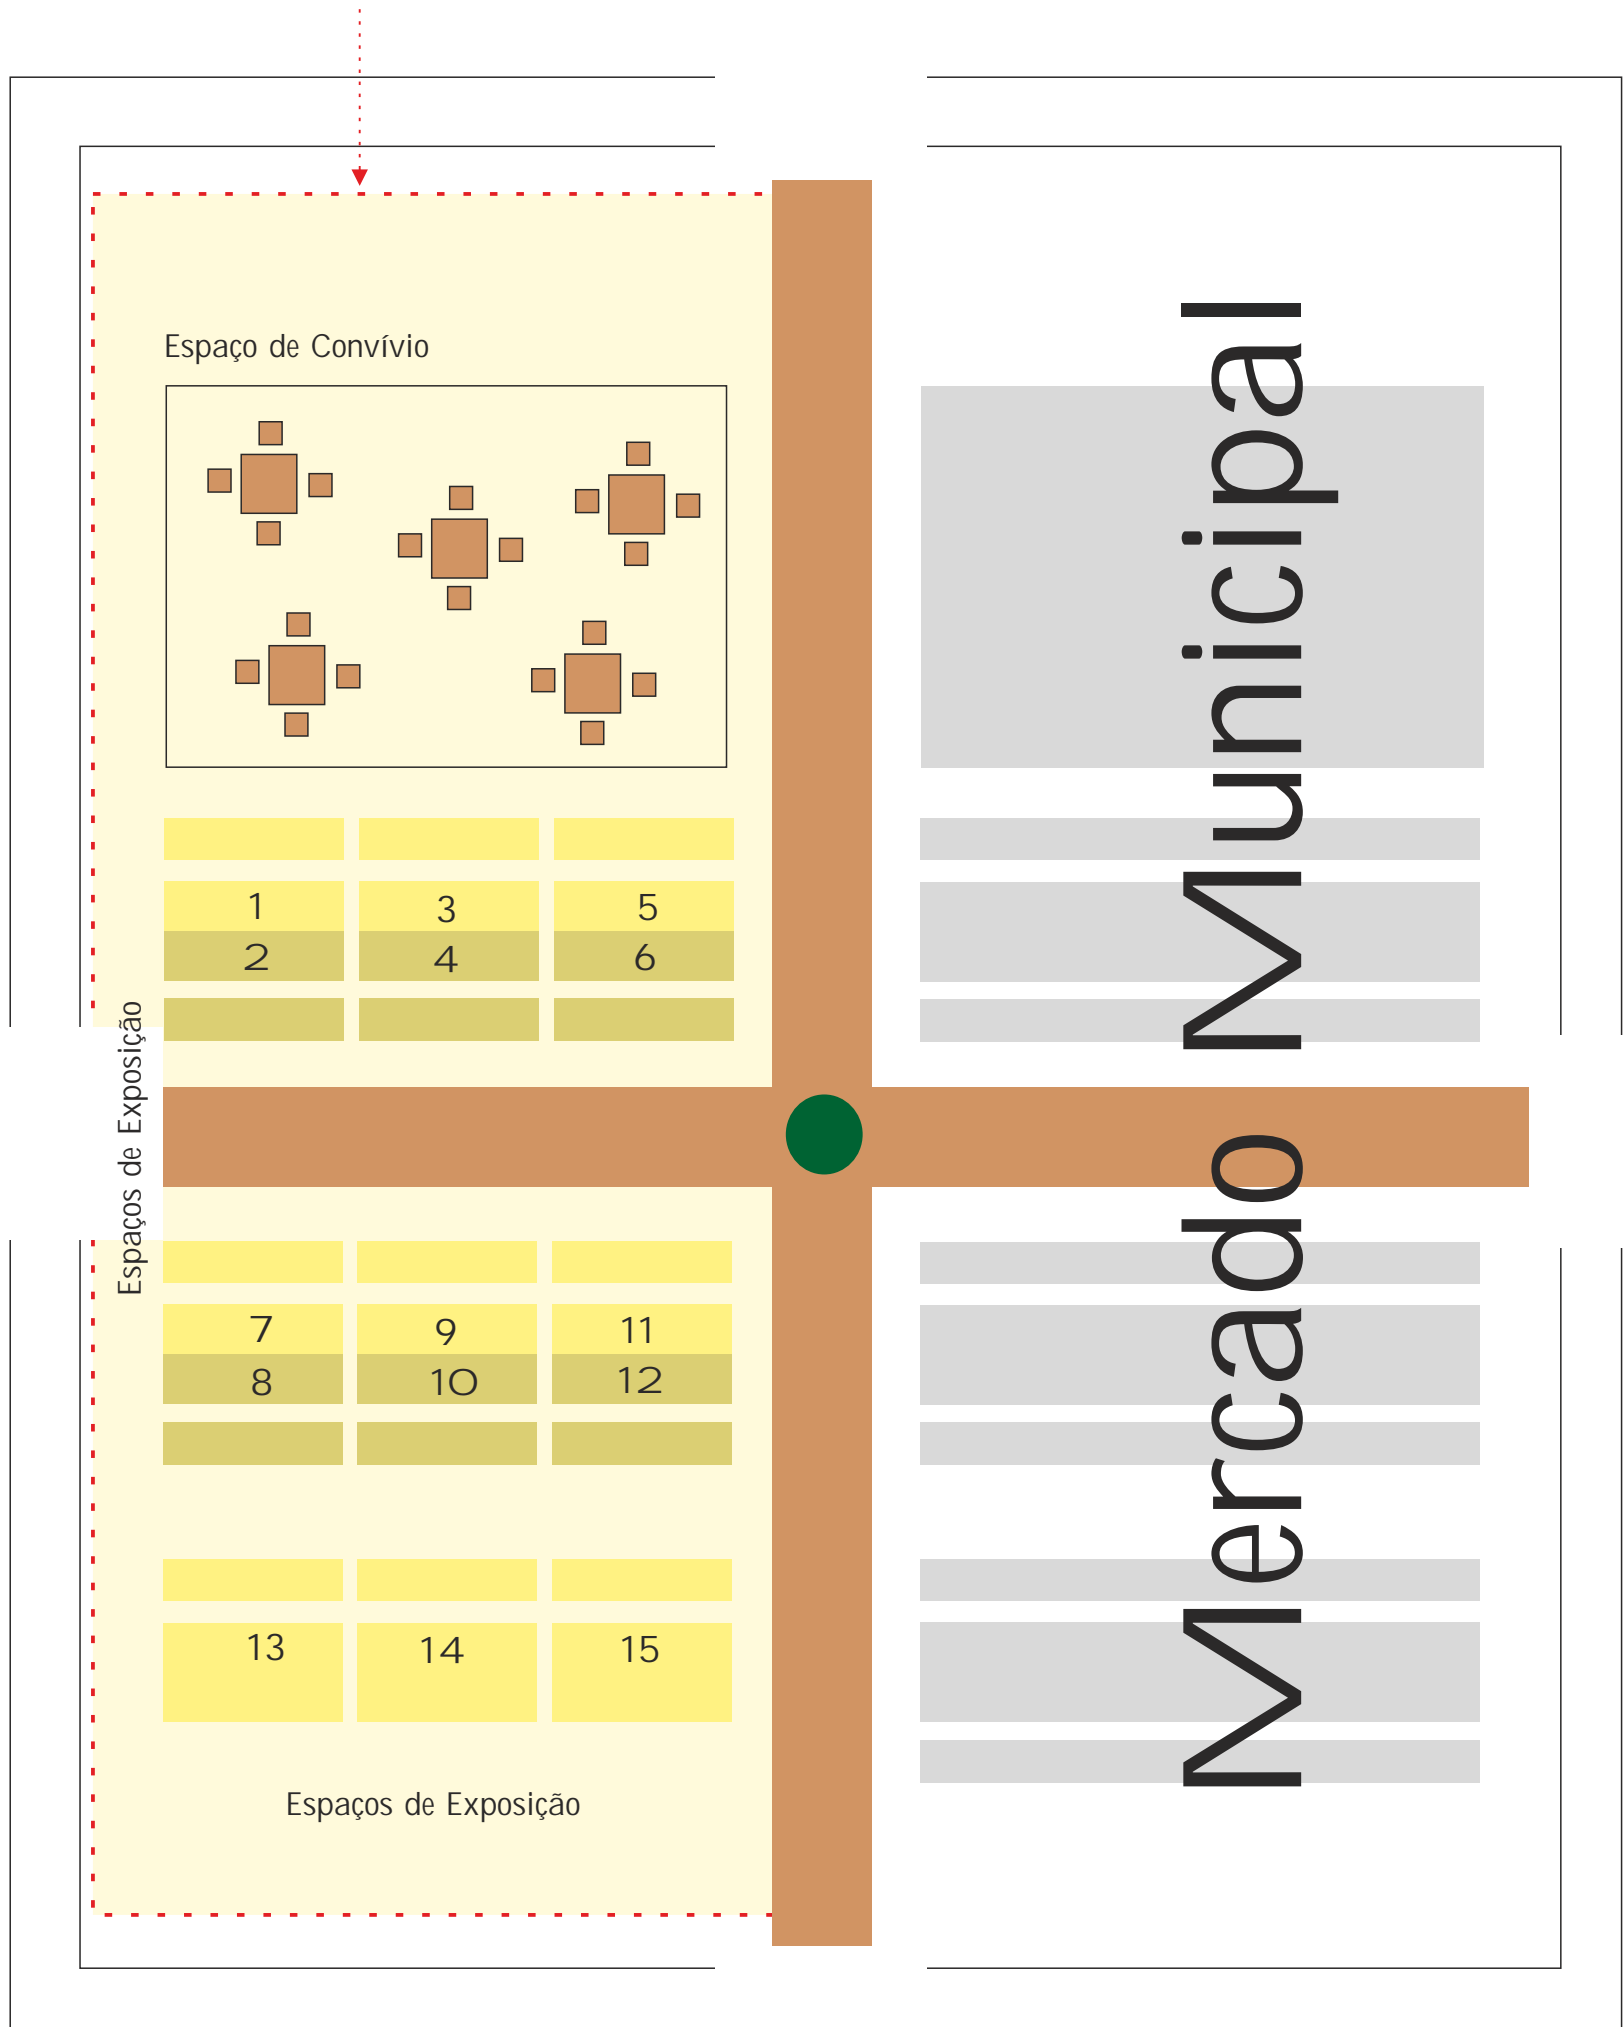 Espaço de Convívio
1 3 5
2 4 6
Espaços de Exposição
7 9 11
8 10 12
13 14 15
Espaços de Exposição
Mercado Municipal